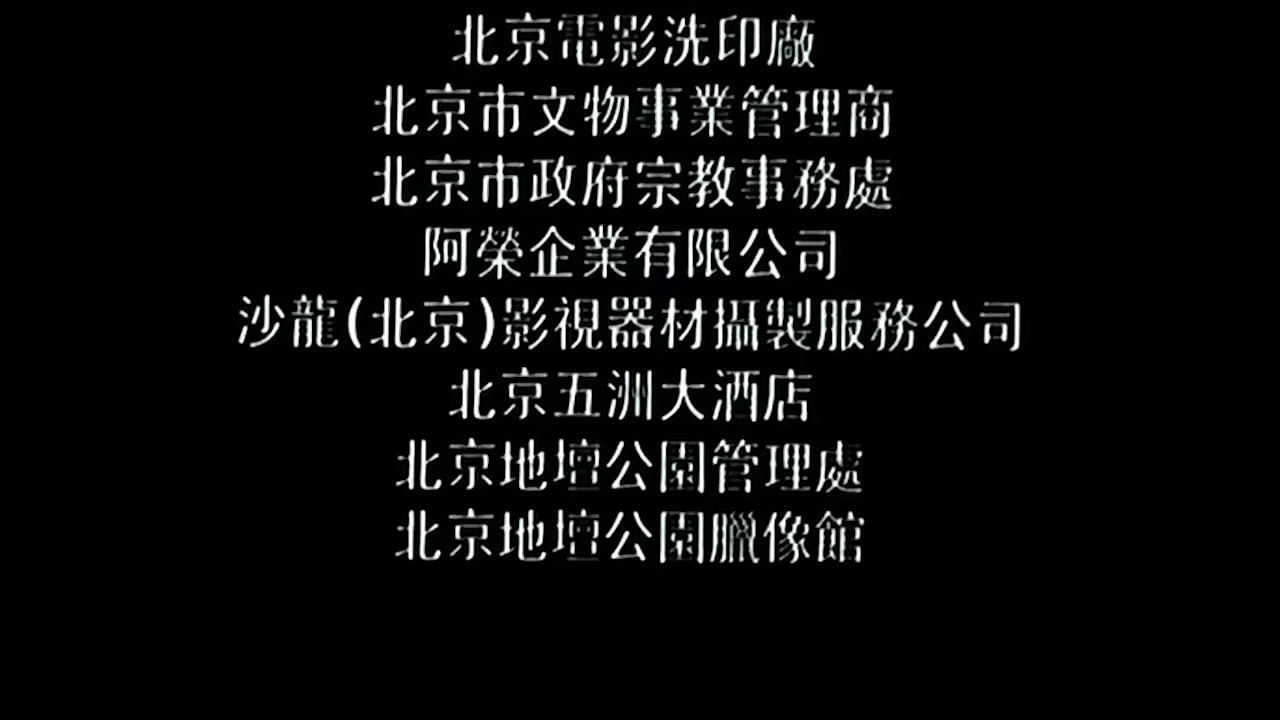 北京電影洗印廠
北京市文物事業管理商
北京市政府宗教事務處
阿榮企業有限公司
沙龍(北京)影視器材攝製服務公司
北京五洲大酒店
北京地壇公園管理處
北京地壇公園臘像館